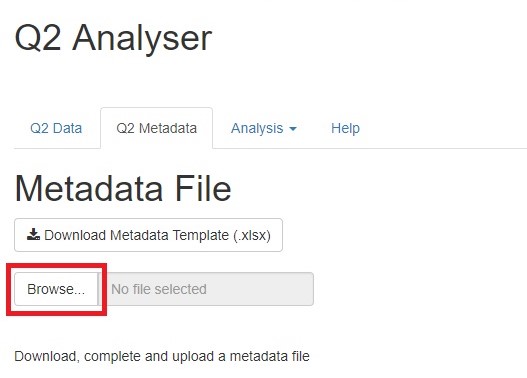 Q2 Analyser
Q2 Data Q2 Metadata Analysis Help
Metadata File
Download Metadata Template (.xlsx)
Browse... No file selected
Download, complete and upload a metadata file